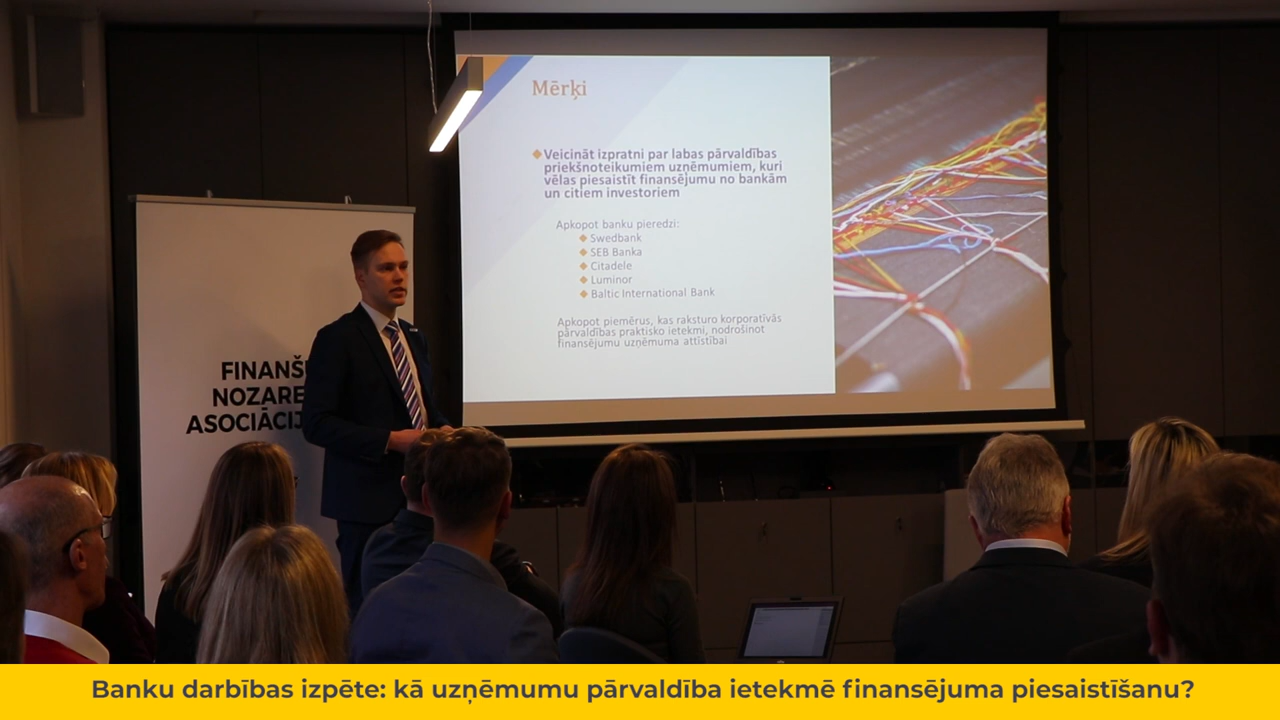 Mērķi
Veicināt izpratni par labas pārvaldības
priekšnoteikumiem uzņēmumiem, kuri
vēlas piesaistīt finansējumu no bankām
un citiem investoriem
Apkopot banku pieredzi:
Swedbank
SEB Banka
Citadele
Luminor
Baltic International Bank
Apkopot piemērus, kas raksturo korporatīvās
pārvaldības praktisko ietekmi, nodrošinot
finansējumu uzņēmuma attīstībai
FINANŠU
NOZARE
ASOCIĀCIJ
Banku darbības izpēte: kā uzņēmumu pārvaldība ietekmē finansējuma piesaistīšanu?